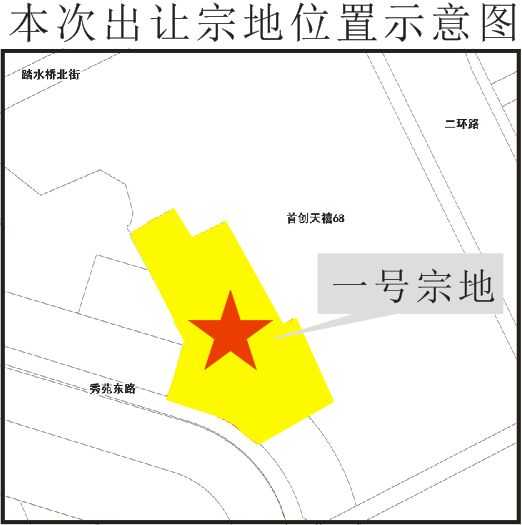 本次出让宗地位置示意图
踏水桥北街
二环路
首创天禧68
一号宗地
秀苑东路